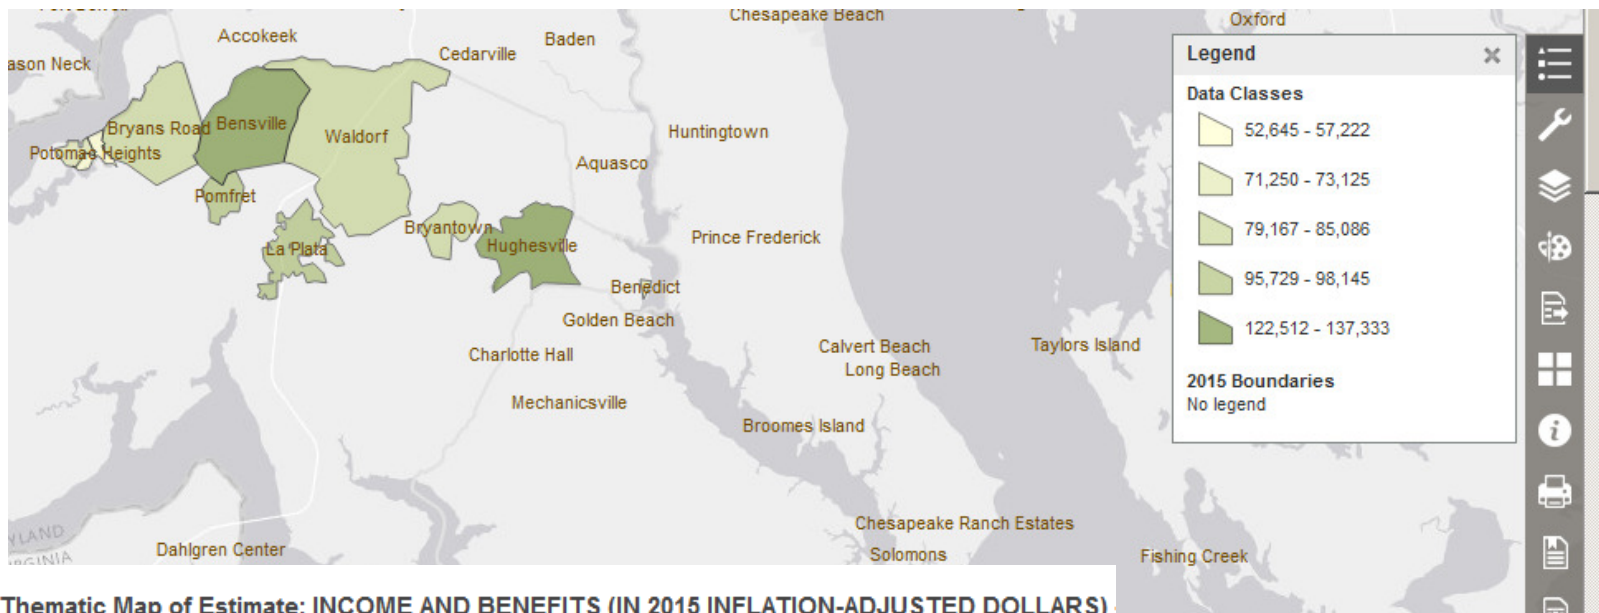 Chesapeake Beach
Oxford
Accokeek
Baden
Cedarville
ason Neck
Legend
Data Classes
52,645 - 57,222
71,250 - 73,125
79,167 - 85,086
95,729 - 98,145
122,512 - 137,333
2015 Boundaries
No legend
Bryans Road
Bensville
Waldorf
Huntingtown
Potomac Heights
Aquasco
Pomfret
Bryantown
La Plata
Hughesville
Prince Frederick
Benedict
Golden Beach
Charlotte Hall
Calvert Beach
Taylors Island
Long Beach
Mechanicsville
Broomes Island
Chesapeake Ranch Estates
YLAND
Dahlgren Center
Solomons
Fishing Creek
RGINIA
Thematic Map of Estimate: INCOME AND BENEFITS (IN 2015 INFLATION-ADJUSTED DOLLARS)